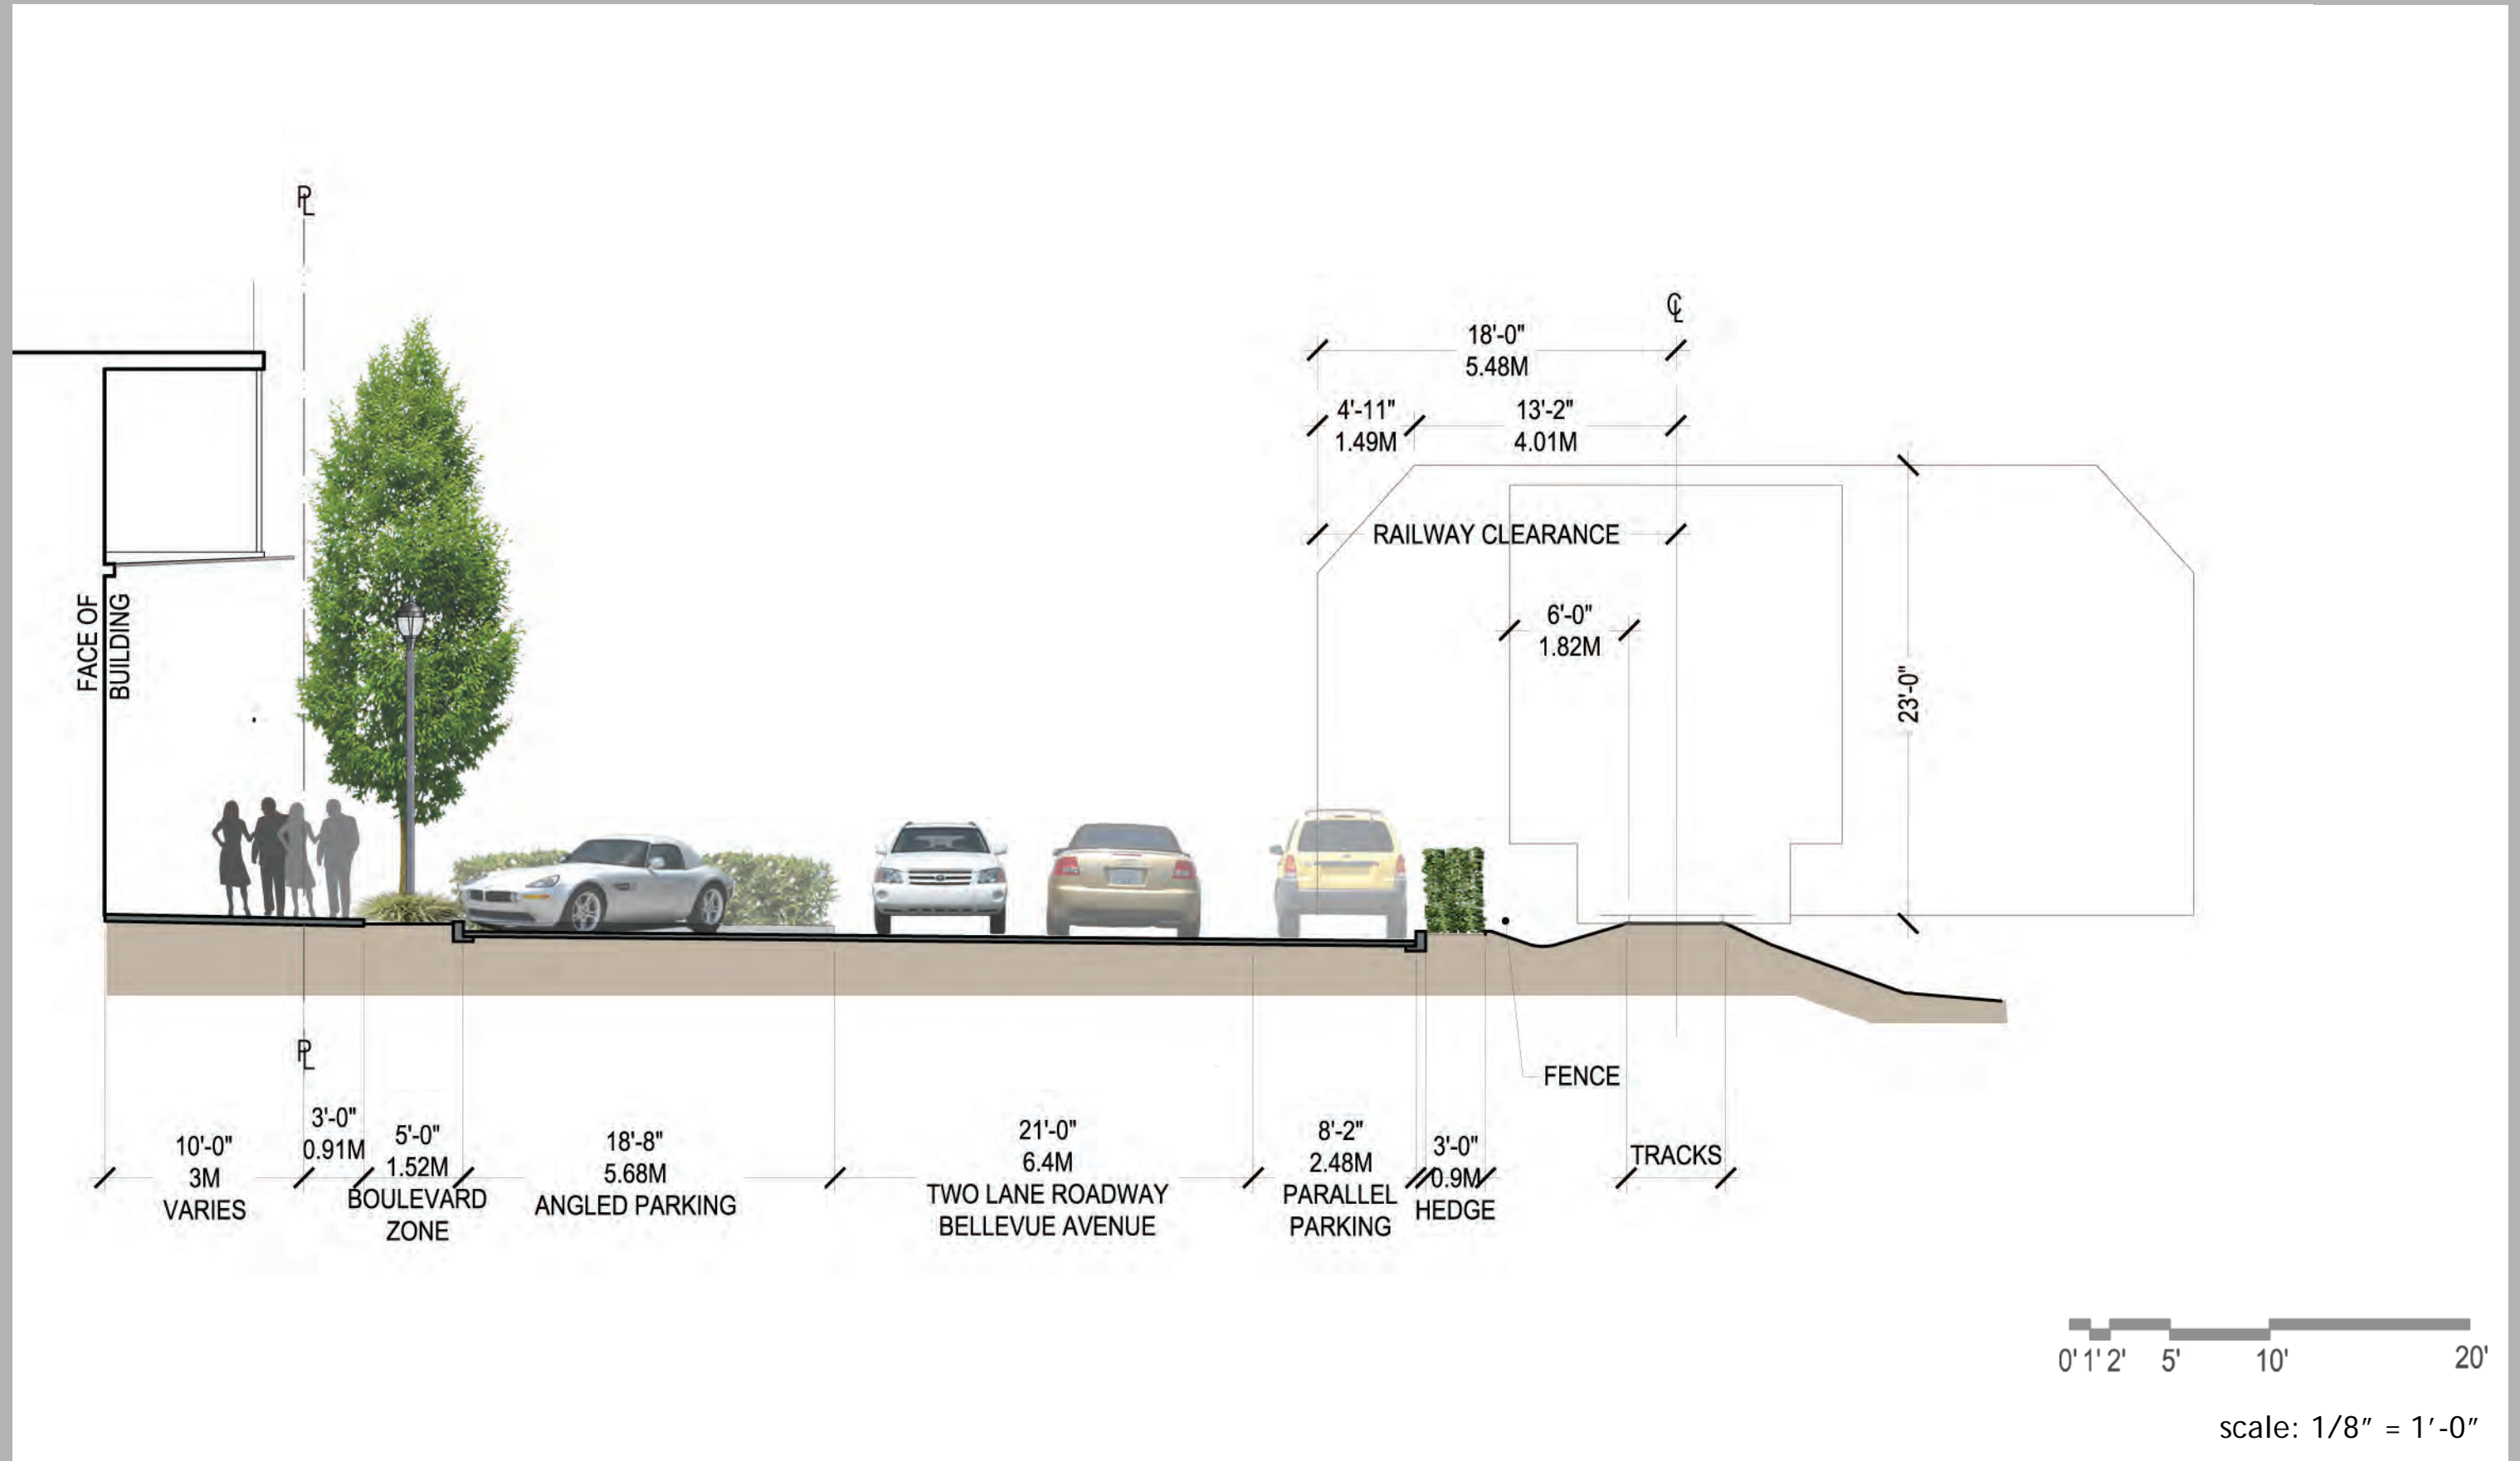 PL
CL
18'-0"
5.48M
4'-11"
1.49M
13'-2"
4.01M
RAILWAY CLEARANCE
6'-0"
1.82M
23'-0"
FACE OF
BUILDING
PL
FENCE
10'-0"
3M
VARIES
3'-0"
0.91M
5'-0"
1.52M
BOULEVARD
ZONE
18'-8"
5.68M
ANGLED PARKING
21'-0"
6.4M
TWO LANE ROADWAY
BELLEVUE AVENUE
8'-2"
2.48M
PARALLEL
PARKING
3'-0"
0.9M
HEDGE
TRACKS
0' 1' 2' 5' 10' 20'
scale: 1/8" = 1'-0"